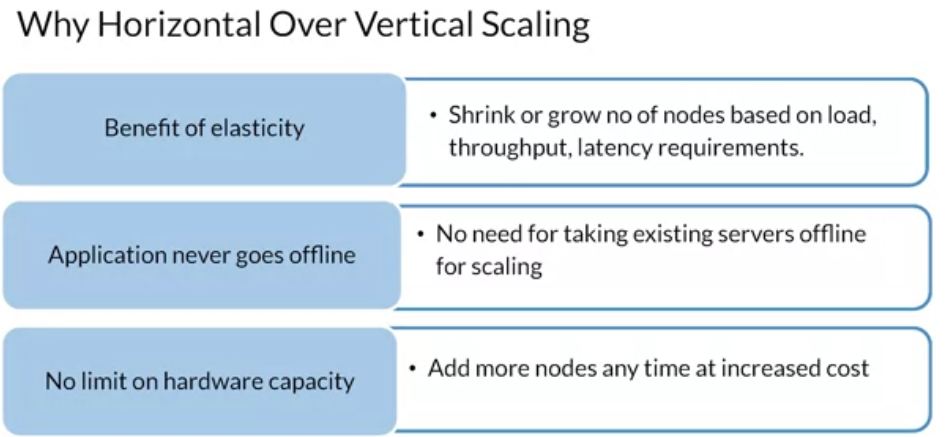 Why Horizontal Over Vertical Scaling
Benefit of elasticity
• Shrink or grow no of nodes based on load,
throughput, latency requirements.
Application never goes offline
• No need for taking existing servers offline
for scaling
No limit on hardware capacity
• Add more nodes any time at increased cost